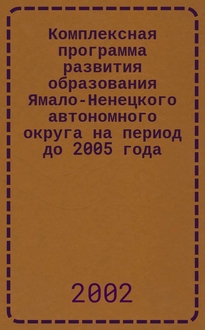 Комплексная
программа
развития
образования
Ямало-Ненецкого
автономного
округа на период
до 2005 года
2002